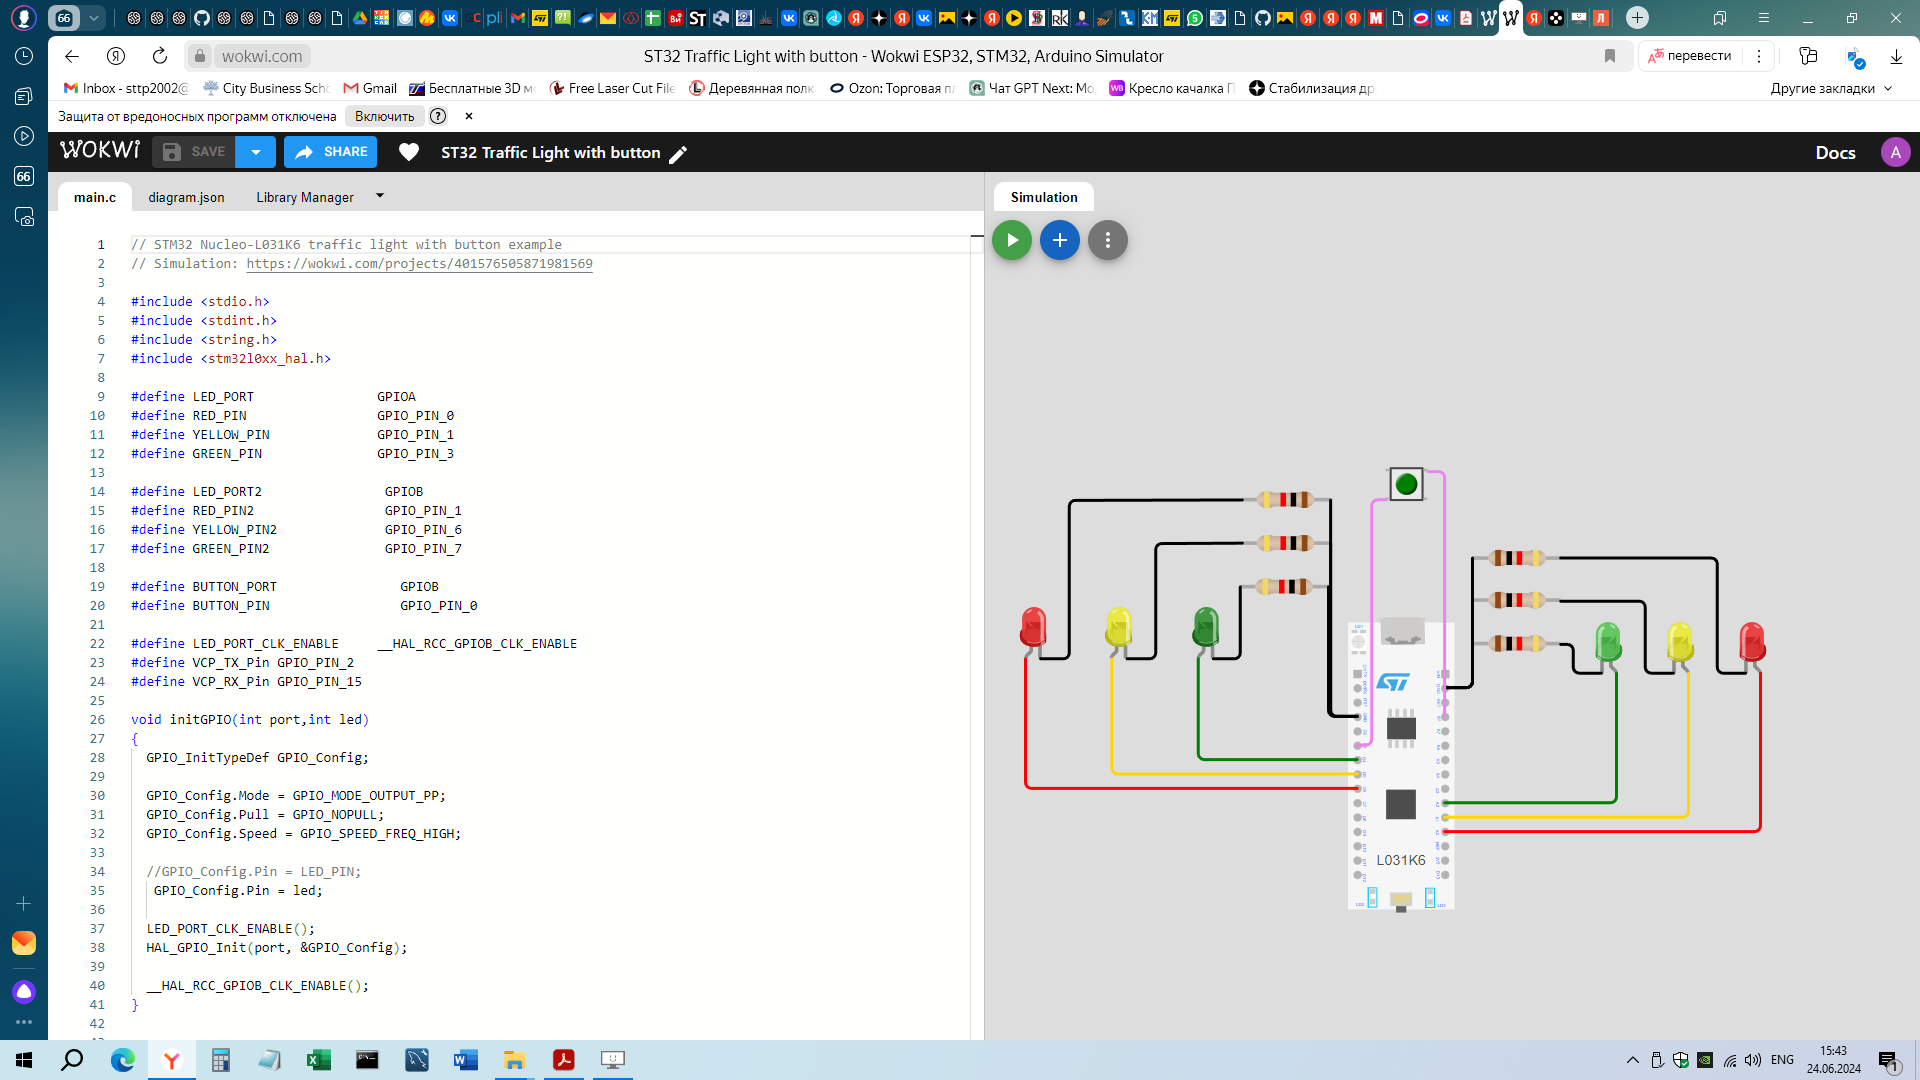 66
wokwi.com
ST32 Traffic Light with button - Wokwi ESP32, STM32, Arduino Simulator
перевести
Inbox - sttp2002@
City Business Scho
Gmail
Бесплатные 3D м
Free Laser Cut File
Деревянная полк
Ozon: Торговая п
Чат GPT Next: Мо
Кресло качалка П
Стабилизация др
Другие закладки
Защита от вредоносных программ отключена
Включить
WOKWI
SAVE
SHARE
ST32 Traffic Light with button
Docs
A
main.c
diagram.json
Library Manager
Simulation
1 // STM32 Nucleo-L031K6 traffic light with button example
2 // Simulation: https://wokwi.com/projects/401576505871981569
3
4 #include <stdio.h>
5 #include <stdint.h>
6 #include <string.h>
7 #include <stm32l0xx_hal.h>
8
9 #define LED_PORT                GPIOA
10 #define RED_PIN                 GPIO_PIN_0
11 #define YELLOW_PIN              GPIO_PIN_1
12 #define GREEN_PIN               GPIO_PIN_3
13
14 #define LED_PORT2                GPIOB
15 #define RED_PIN2                 GPIO_PIN_1
16 #define YELLOW_PIN2              GPIO_PIN_6
17 #define GREEN_PIN2               GPIO_PIN_7
18
19 #define BUTTON_PORT                GPIOB
20 #define BUTTON_PIN                 GPIO_PIN_0
21
22 #define LED_PORT_CLK_ENABLE     __HAL_RCC_GPIOB_CLK_ENABLE
23 #define VCP_TX_Pin GPIO_PIN_2
24 #define VCP_RX_Pin GPIO_PIN_15
25
26 void initGPIO(int port,int led)
27 {
28   GPIO_InitTypeDef GPIO_Config;
29
30   GPIO_Config.Mode = GPIO_MODE_OUTPUT_PP;
31   GPIO_Config.Pull = GPIO_NOPULL;
32   GPIO_Config.Speed = GPIO_SPEED_FREQ_HIGH;
33
34   //GPIO_Config.Pin = LED_PIN;
35    GPIO_Config.Pin = led;
36
37   LED_PORT_CLK_ENABLE();
38   HAL_GPIO_Init(port, &GPIO_Config);
39
40   __HAL_RCC_GPIOB_CLK_ENABLE();
41 }
42
L031K6
ENG
15:43
24.06.2024
1